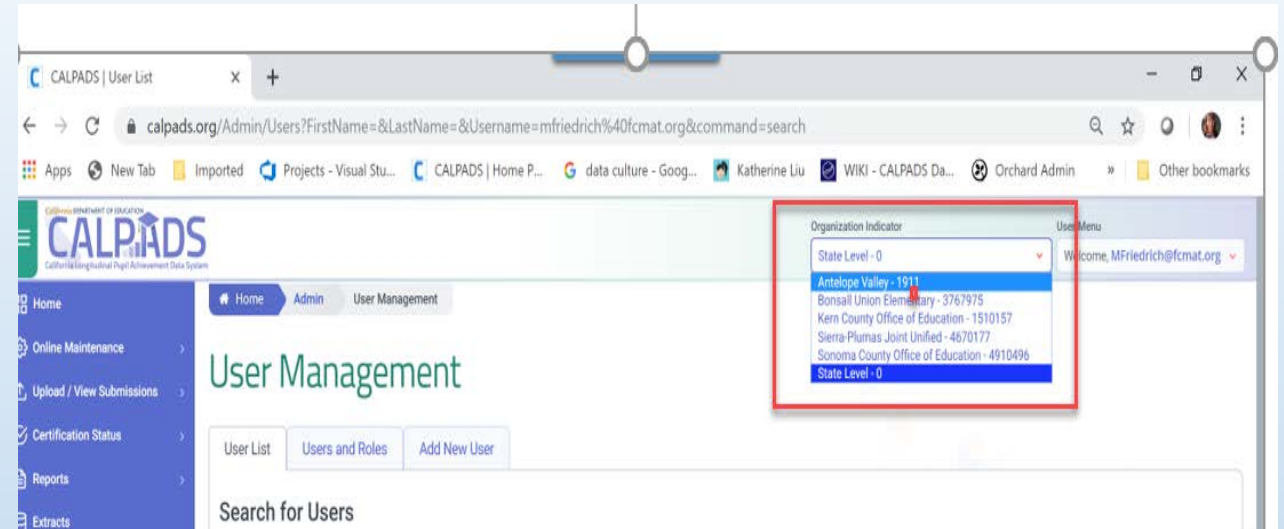 CALPADS | User List
calpads.org/Admin/Users?FirstName=&LastName=&Username=mfriedrich%40fcmat.org&command=search
Apps New Tab Imported Projects - Visual Stu... CALPADS | Home P... data culture - Goog... Katherine Liu WIKI - CALPADS Da... Orchard Admin » Other bookmarks
California DEPARTMENT OF EDUCATION
CALPADS
California Longitudinal Pupil Achievement Data System
Organization Indicator User Menu
State Level - 0 Welcome, MFriedrich@fcmat.org
Antelope Valley - 1911
Bonsall Union Elementary - 3767975
Kern County Office of Education - 1510157
Sierra-Plumas Joint Unified - 4670177
Sonoma County Office of Education - 4910496
State Level - 0
Home
Online Maintenance
Upload / View Submissions
Certification Status
Reports
Extracts
Home Admin User Management
User Management
User List Users and Roles Add New User
Search for Users